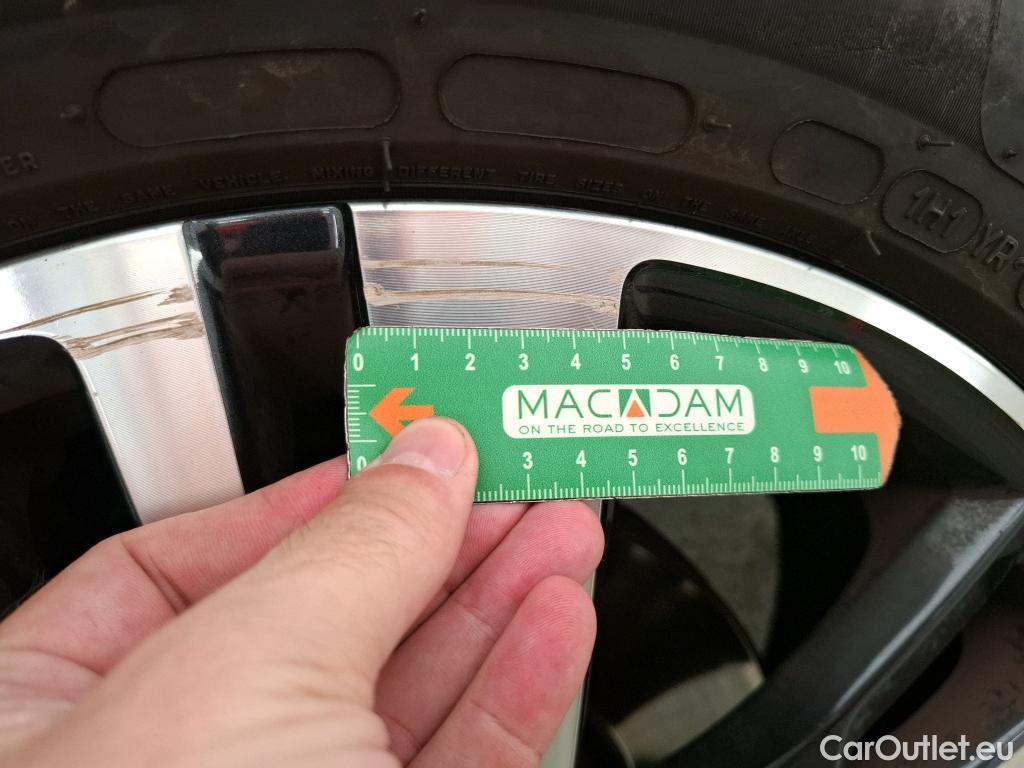 ER
ON THE SAME VEHICLE. MIXING DIFFERENT TIRE SIZES ON THE SAME AXLE
1H1 YR
0 1 2 3 4 5 6 7 8 9 10
MACADAM
ON THE ROAD TO EXCELLENCE
0 3 4 5 6 7 8 9 10
CarOutlet.eu